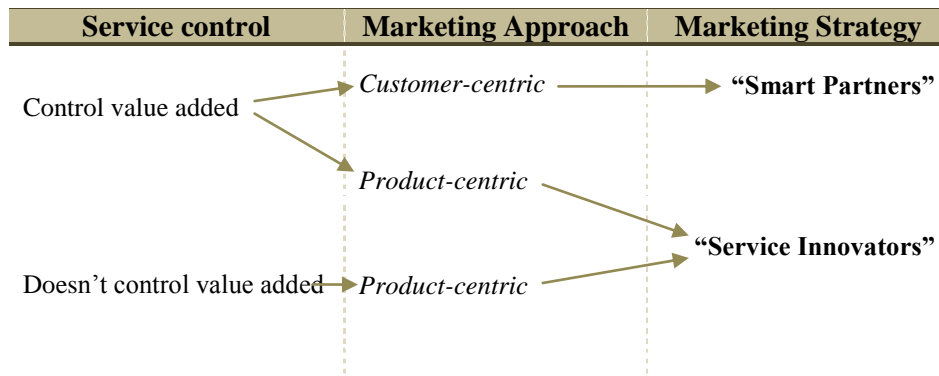 Service control Marketing Approach Marketing Strategy
Customer-centric “Smart Partners”
Control value added
Product-centric
“Service Innovators”
Doesn’t control value added Product-centric